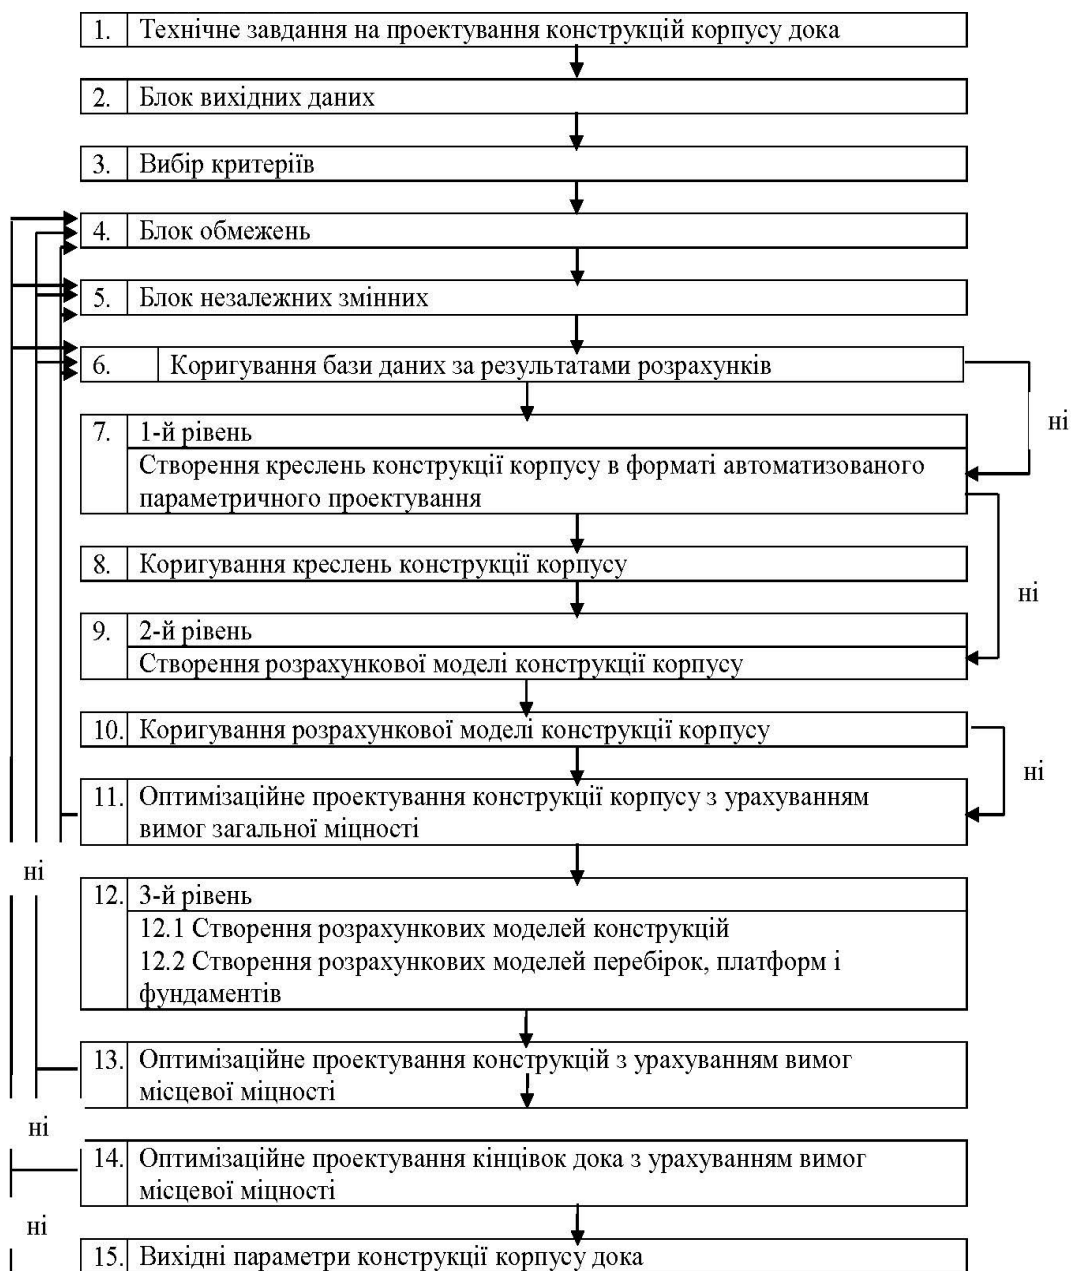 1. Технічне завдання на проектування конструкцій корпусу дока
2. Блок вихідних даних
3. Вибір критеріїв
4. Блок обмежень
5. Блок незалежних змінних
6. Коригування бази даних за результатами розрахунків
ні
7. 1-й рівень
Створення креслень конструкції корпусу в форматі автоматизованого
параметричного проектування
8. Коригування креслень конструкції корпусу
ні
9. 2-й рівень
Створення розрахункової моделі конструкції корпусу
10. Коригування розрахункової моделі конструкції корпусу
ні
11. Оптимізаційне проектування конструкції корпусу з урахуванням
вимог загальної міцності
ні
12. 3-й рівень
12.1 Створення розрахункових моделей конструкцій
12.2 Створення розрахункових моделей перебірок, платформ і
фундаментів
13. Оптимізаційне проектування конструкцій з урахуванням вимог
місцевої міцності
ні
14. Оптимізаційне проектування кінцівок дока з урахуванням вимог
місцевої міцності
ні
15. Вихідні параметри конструкції корпусу дока